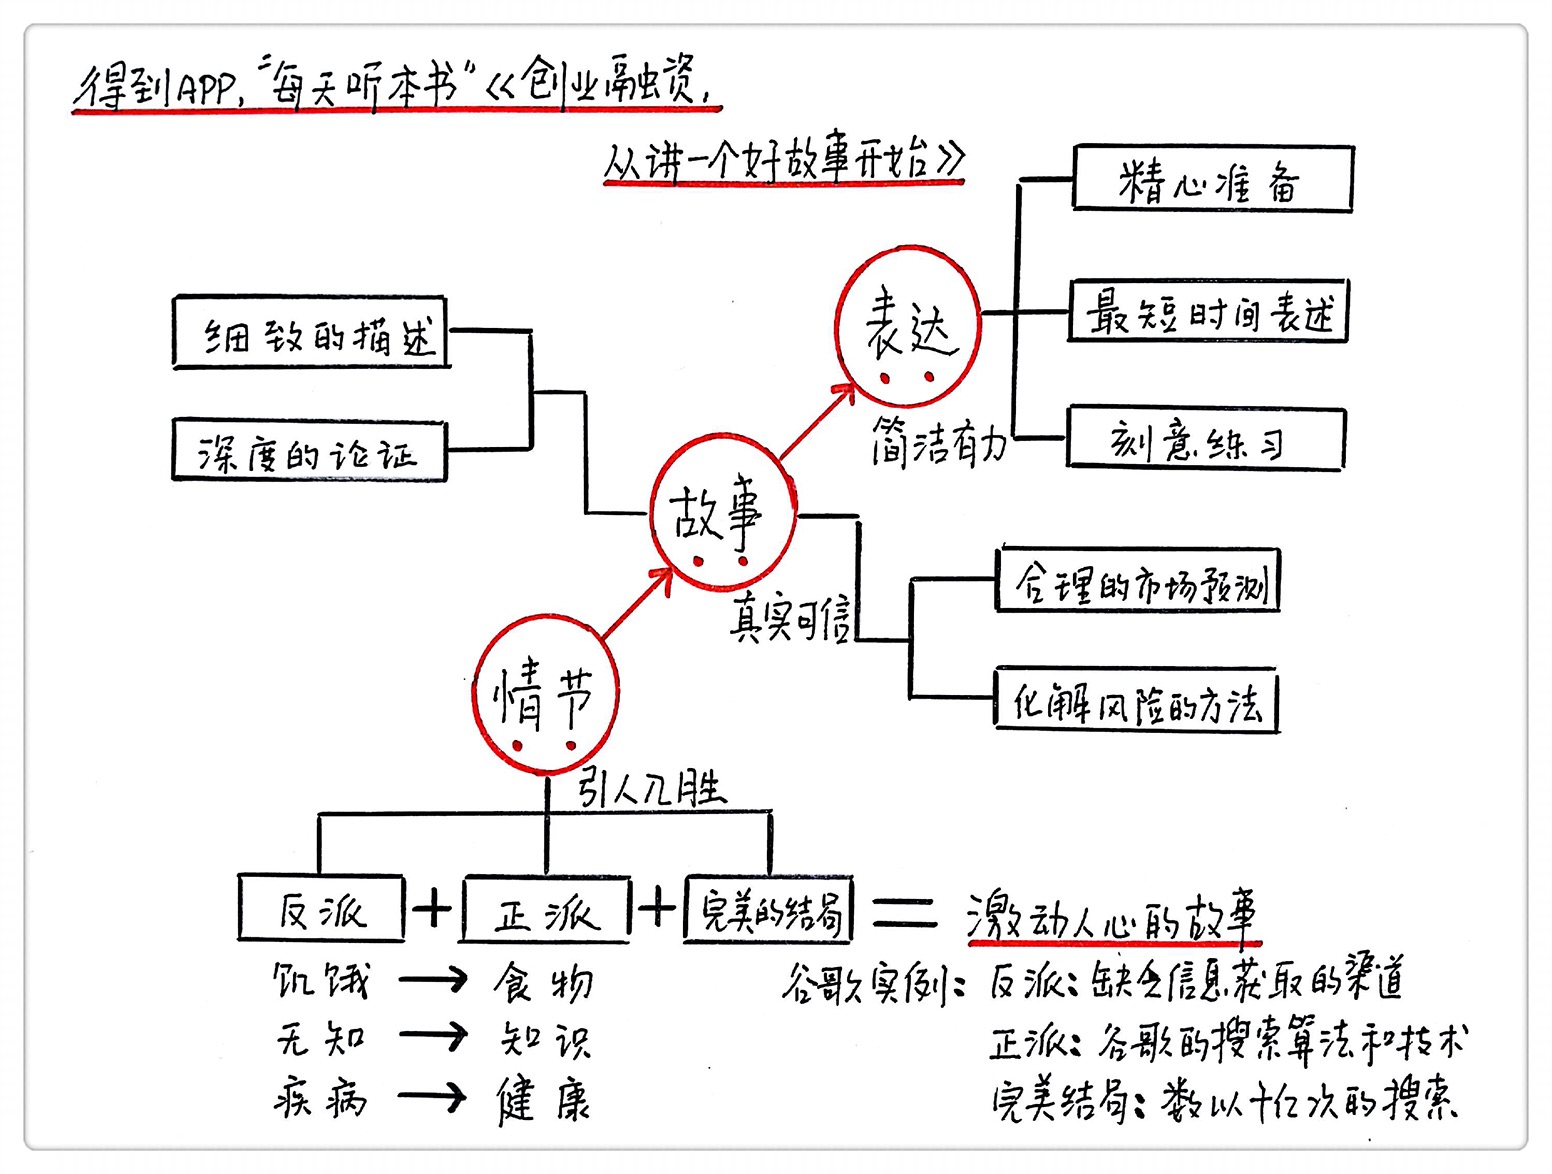 得到APP,“每天听本书”《创业融资,
从讲一个好故事开始》
精心准备
最短时间表述
刻意练习
表达
简洁有力
细致的描述
深度的论证
故事
真实可信
合理的市场预测
化解风险的方法
情节
引人入胜
反派 + 正派 + 完美的结局 = 激动人心的故事
饥饿 → 食物
无知 → 知识
疾病 → 健康
谷歌实例:反派:缺乏信息获取的渠道
正派:谷歌的搜索算法和技术
完美结局:数以十亿次的搜索